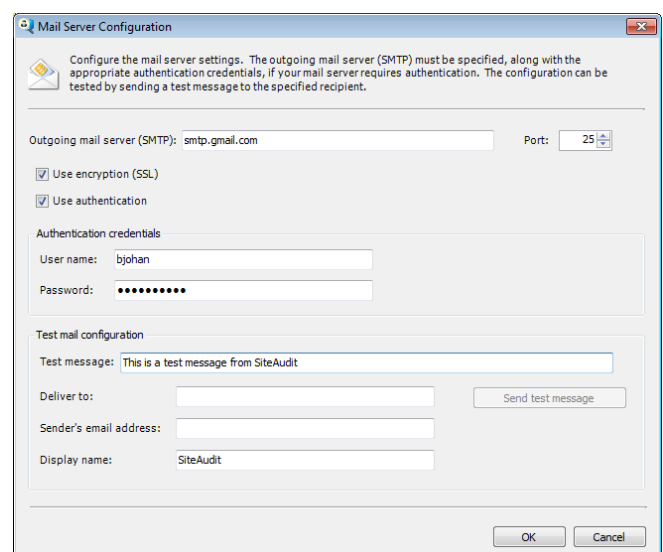 Mail Server Configuration
Configure the mail server settings. The outgoing mail server (SMTP) must be specified, along with the
appropriate authentication credentials, if your mail server requires authentication. The configuration can be
tested by sending a test message to the specified recipient.
Outgoing mail server (SMTP): smtp.gmail.com Port: 25
Use encryption (SSL)
Use authentication
Authentication credentials
User name: bjohan
Password: ••••••••••
Test mail configuration
Test message: This is a test message from SiteAudit
Deliver to: Send test message
Sender's email address:
Display name: SiteAudit
OK Cancel